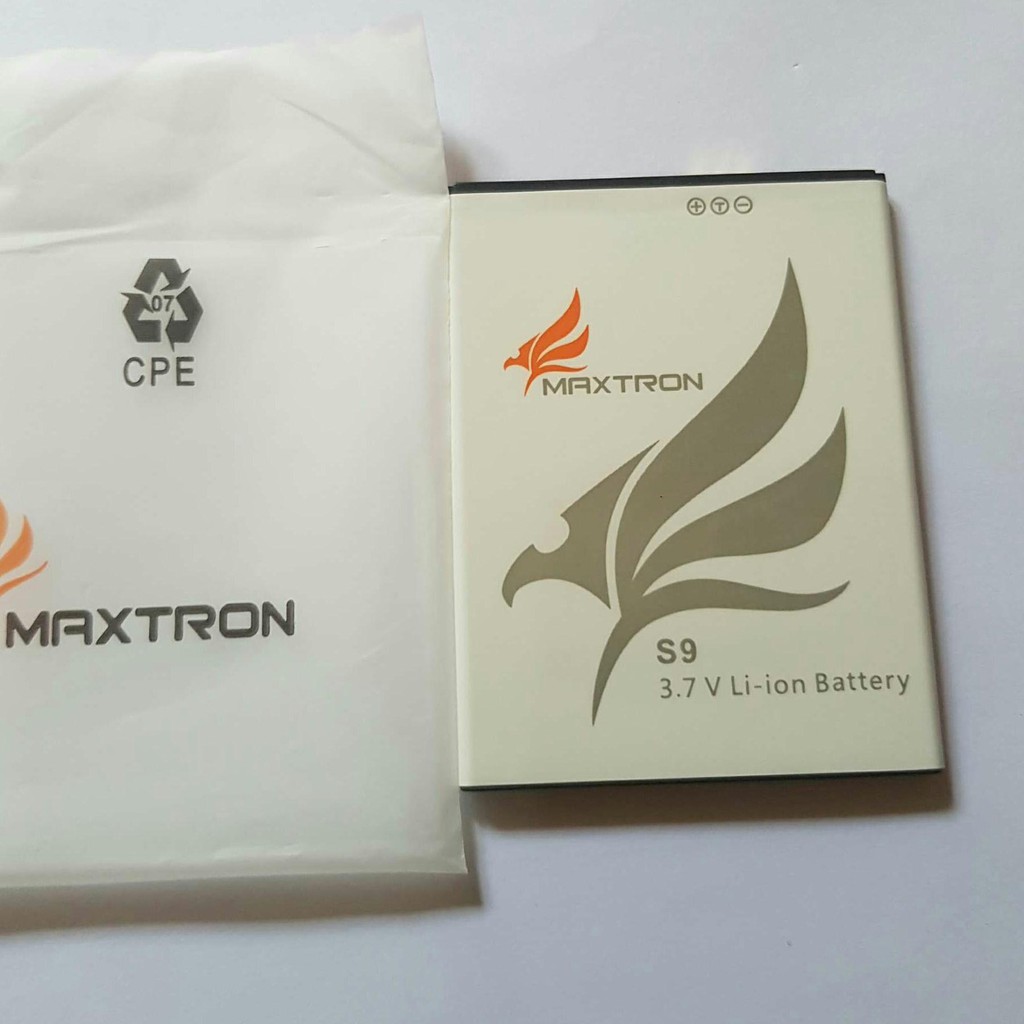 07
CPE
MAXTRON
⊕ Ⓣ ⊖
MAXTRON
S9
3.7 V Li-ion Battery